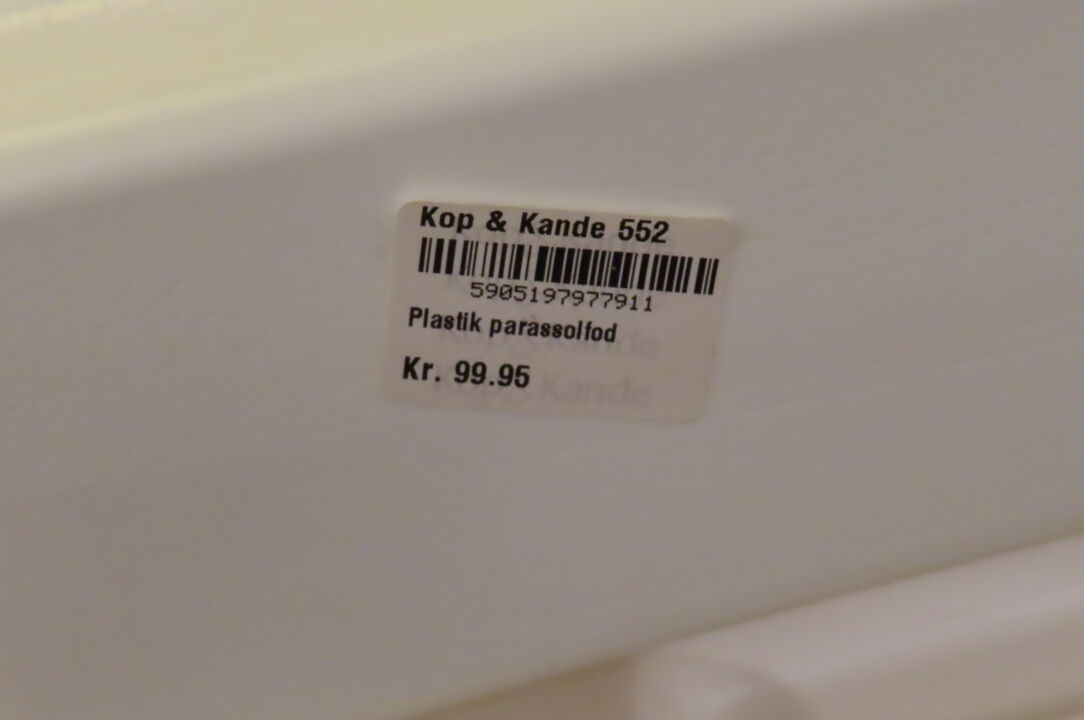 Kop & Kande 552
5905197977911
Plastik parassolfod
Kr. 99.95